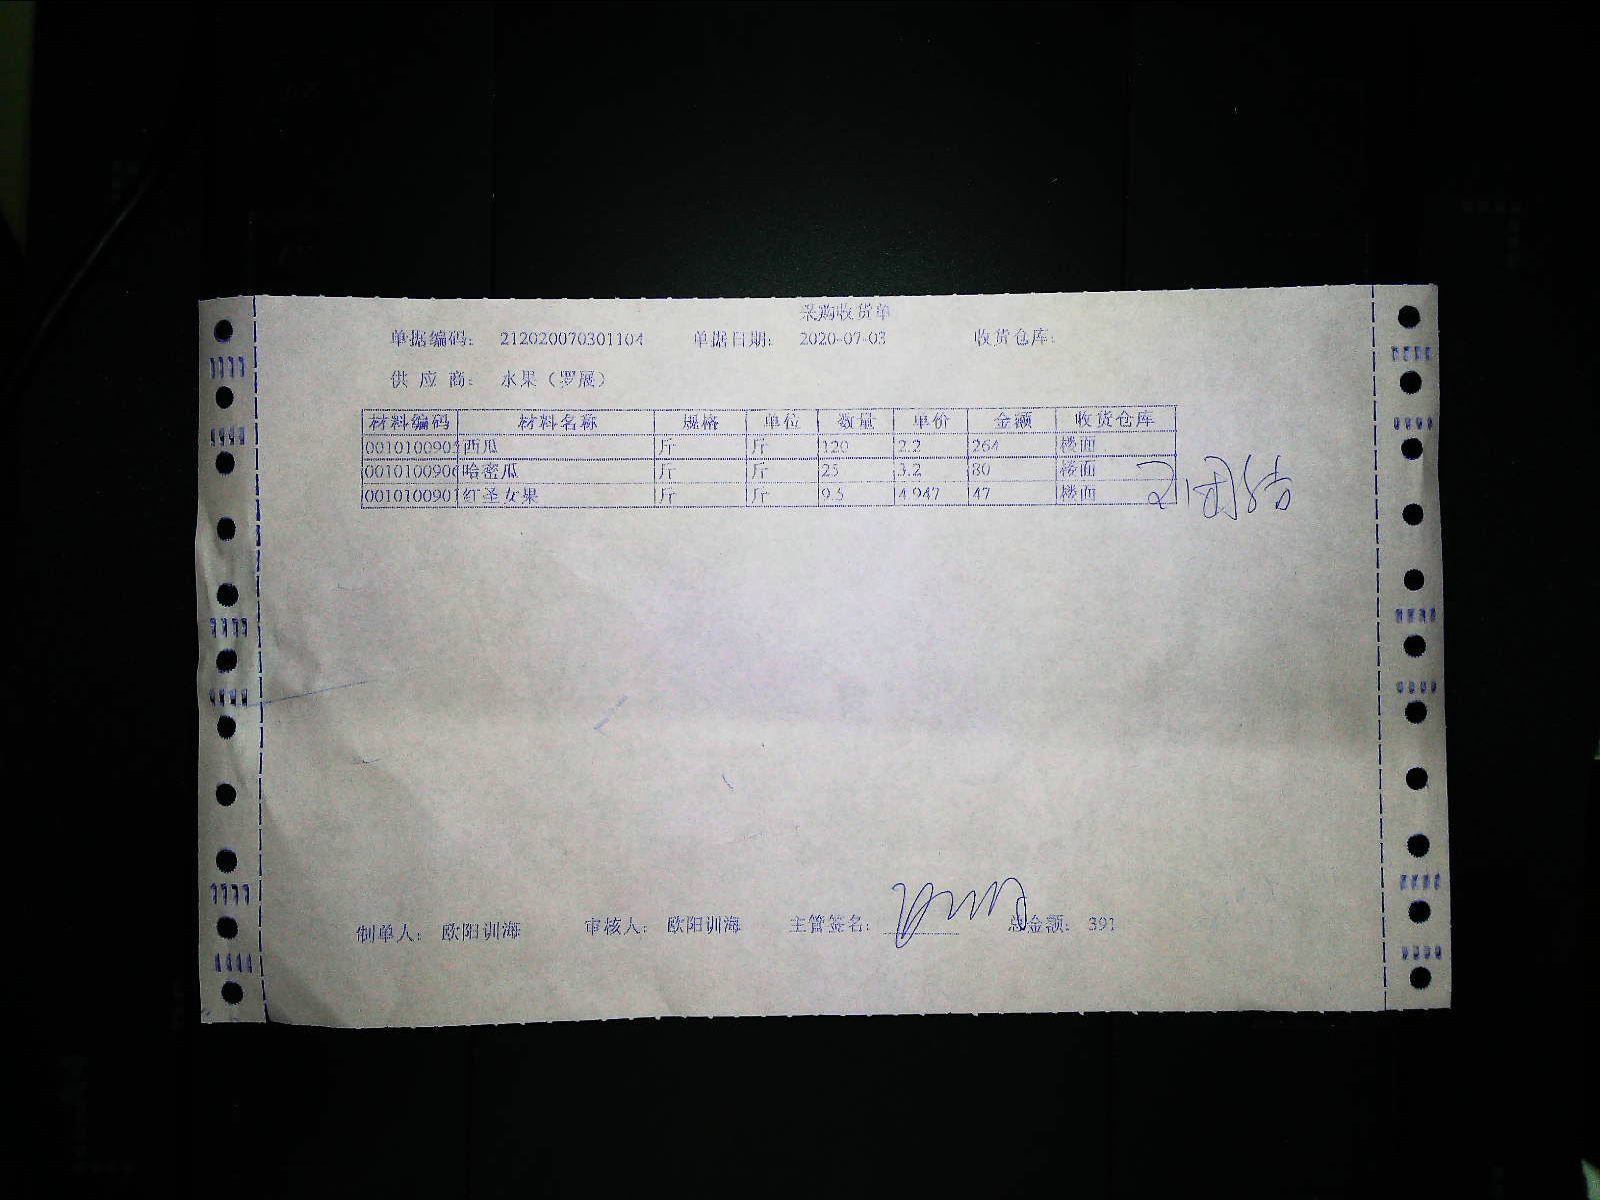 采购收货单
单据编码： 212020070301104 单据日期： 2020-07-03 收货仓库：
供 应 商： 水果（罗展）
材料编码 材料名称 规格 单位 数量 单价 金额 收货仓库
0010100905 西瓜 斤 斤 120 2.2 264 楼面
0010100906 哈密瓜 斤 斤 25 3.2 80 楼面
0010100901 红圣女果 斤 斤 9.5 4.947 47 楼面
制单人： 欧阳训海 审核人： 欧阳训海 主管签名： 总金额： 391